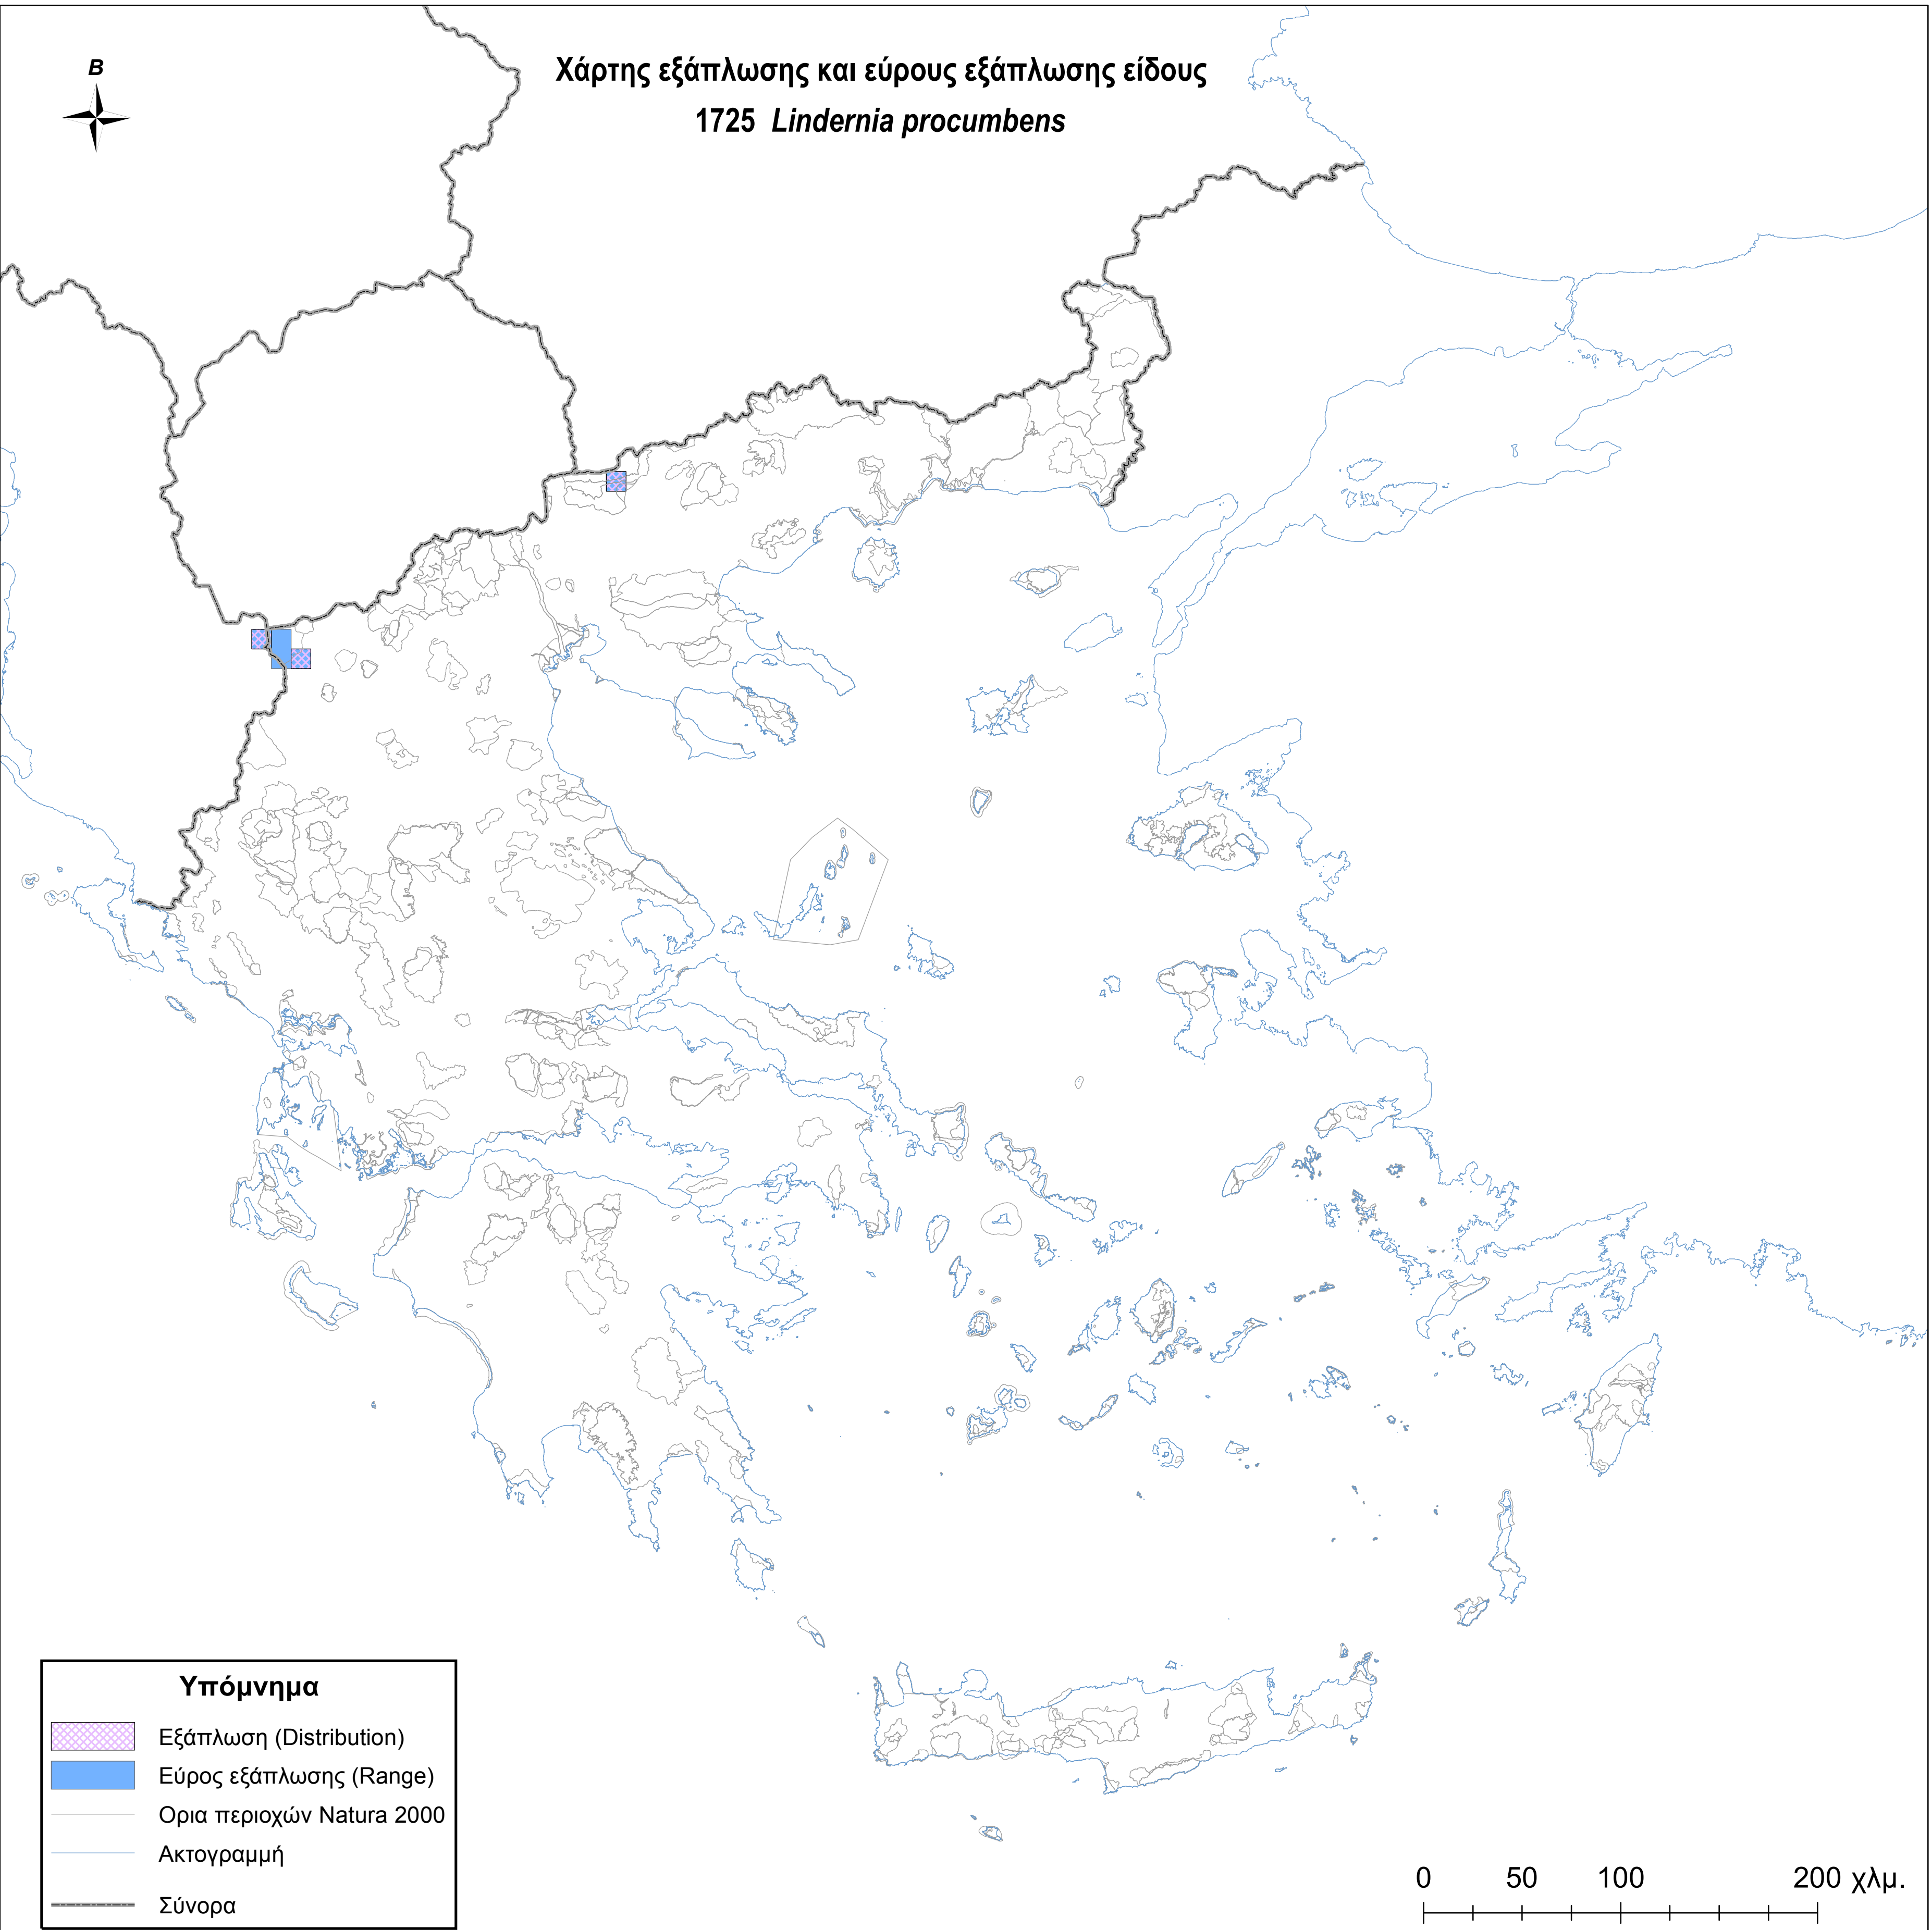 Β
Χάρτης εξάπλωσης και εύρους εξάπλωσης είδους
1725 Lindernia procumbens
Υπόμνημα
Εξάπλωση (Distribution)
Εύρος εξάπλωσης (Range)
Ορια περιοχών Natura 2000
Ακτογραμμή
Σύνορα
0 50 100 200 χλμ.